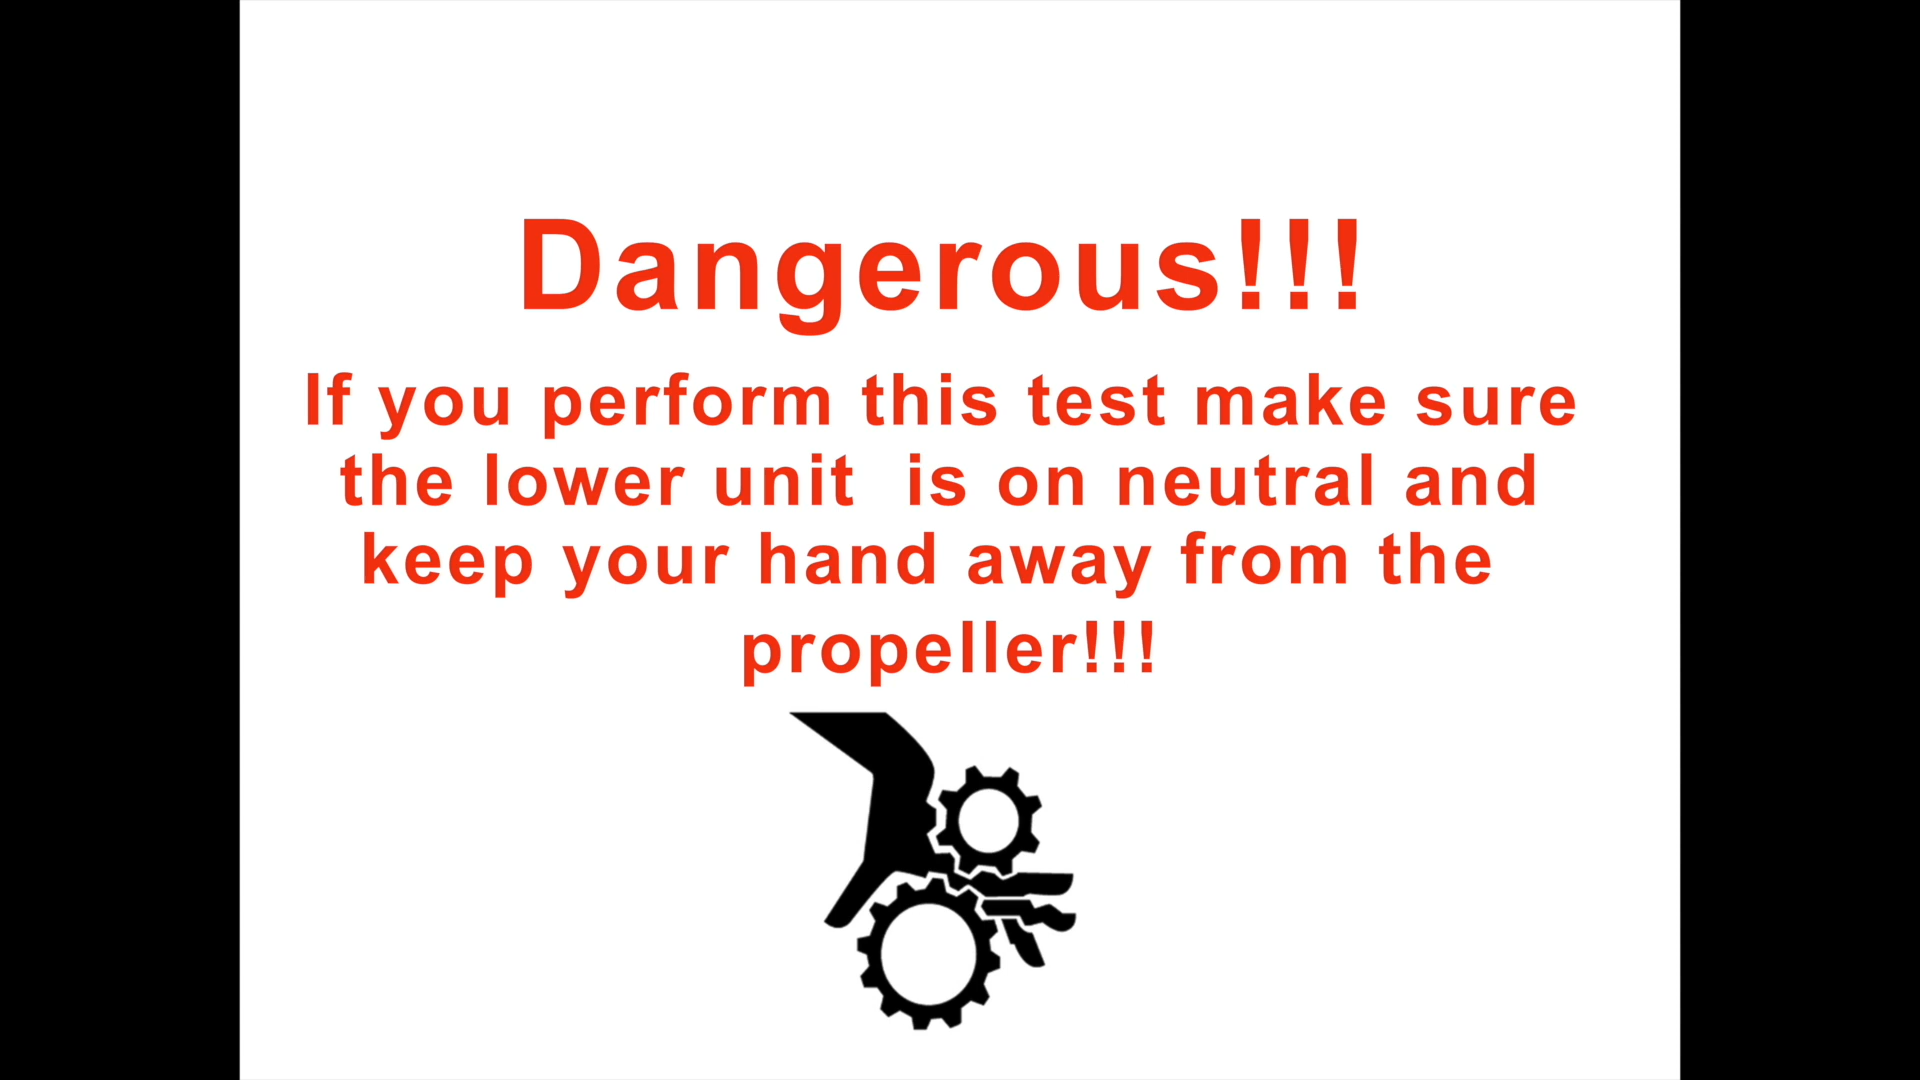 Dangerous!!!
If you perform this test make sure
the lower unit  is on neutral and
keep your hand away from the
propeller!!!